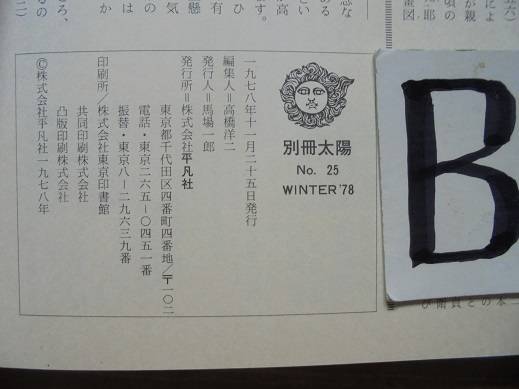 別冊太陽
No. 25
WINTER'78
一九七八年十一月二十五日発行
編集人＝高橋洋二
発行人＝馬場一郎
発行所＝株式会社平凡社
東京都千代田区四番町四番地／〒一〇二
電話・東京二六五―〇四五一番
振替・東京八―二九六三九番
印刷所／株式会社東京印書館
共同印刷株式会社
凸版印刷株式会社
©株式会社平凡社一九七八年
B